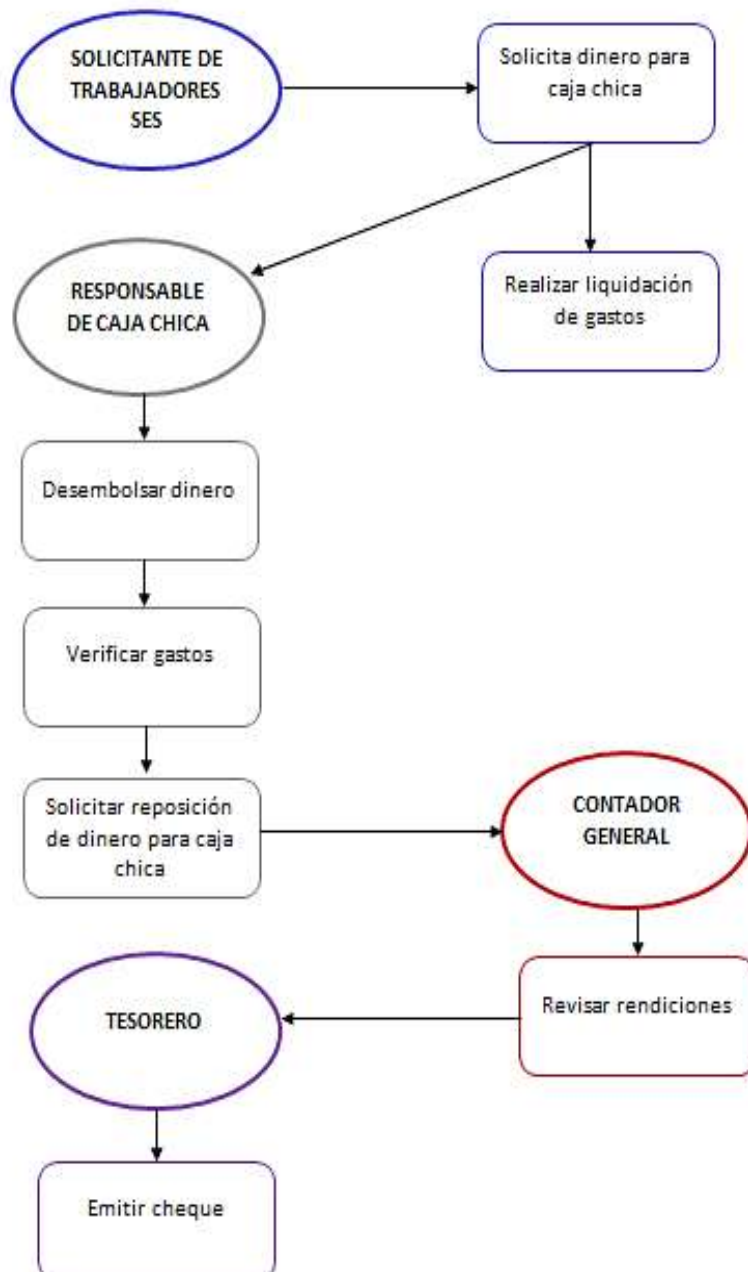 SOLICITANTE DE
TRABAJADORES
SES
Solicita dinero para
caja chica
RESPONSABLE
DE CAJA CHICA
Realizar liquidación
de gastos
Desembolsar dinero
Verificar gastos
Solicitar reposición
de dinero para caja
chica
CONTADOR
GENERAL
Revisar rendiciones
TESORERO
Emitir cheque